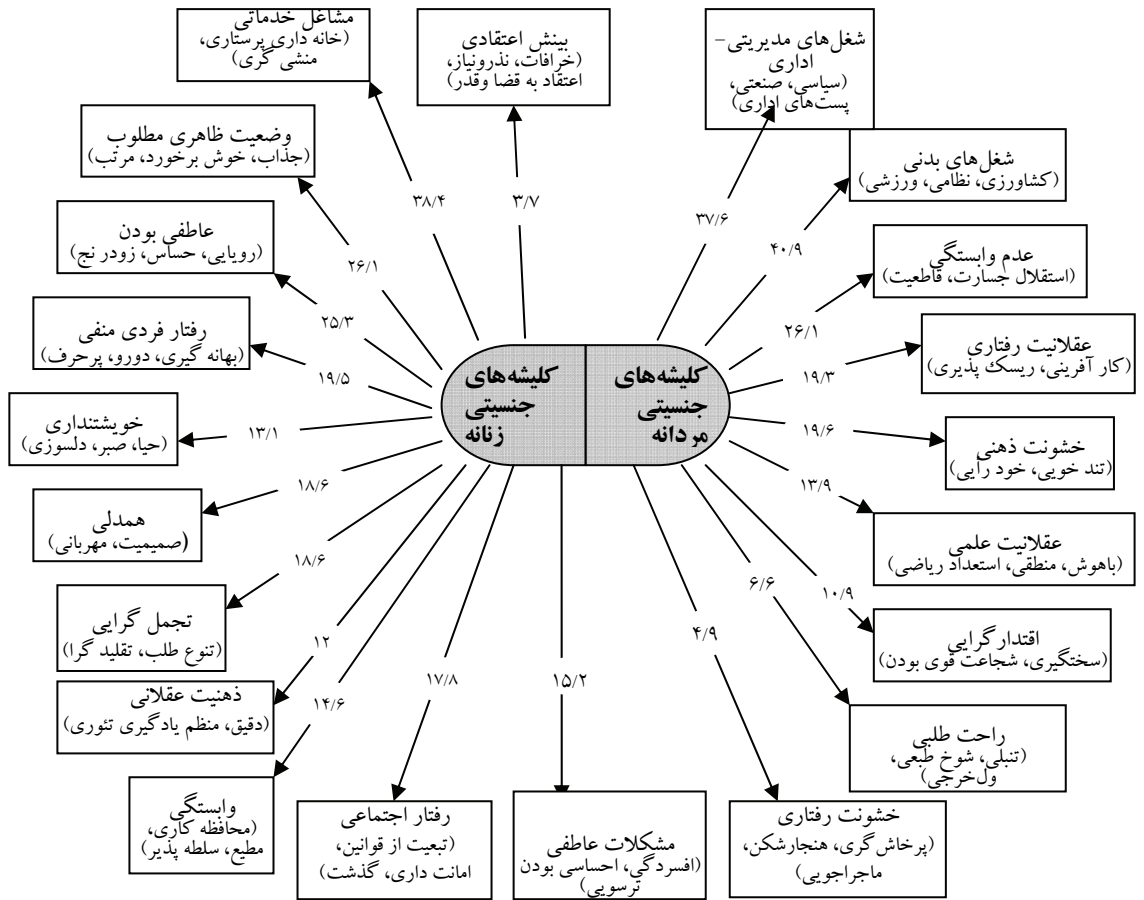 کلیشه‌های
جنسیتی
مردانه
کلیشه‌های
جنسیتی
زنانه
شغل‌های مدیریتی–
اداری
(سیاسی، صنعتی،
پست‌های اداری)
۳۷/۶
شغل‌های بدنی
(کشاورزی، نظامی، ورزشی)
۴۰/۹
عدم وابستگی
(استقلال جسارت، قاطعیت)
۲۶/۱
عقلانیت رفتاری
(کار آفرینی، ریسک پذیری)
۱۹/۳
خشونت ذهنی
(تند خویی، خود رایی)
۱۹/۶
عقلانیت علمی
(باهوش، منطقی، استعداد ریاضی)
۱۳/۹
اقتدارگرایی
(سختگیری، شجاعت قوی بودن)
۱۰/۹
راحت طلبی
(تنبلی، شوخ طبعی،
ول‌خرجی)
۶/۶
خشونت رفتاری
(پرخاش‌گری، هنجارشکن،
ماجراجویی)
۴/۹
بینش اعتقادی
(خرافات، نذرونیاز،
اعتقاد به قضا وقدر)
۳/۷
مشاغل خدماتی
(خانه داری پرستاری،
منشی گری)
۳۸/۴
وضعیت ظاهری مطلوب
(جذاب، خوش برخورد، مرتب)
۲۶/۱
عاطفی بودن
(رویایی، حساس، زودر نج)
۲۵/۳
رفتار فردی منفی
(بهانه گیری، دورو، پرحرف)
۱۹/۵
خویشتنداری
(حیا، صبر، دلسوزی)
۱۳/۱
همدلی
(صمیمیت، مهربانی)
۱۸/۶
تجمل گرایی
(تنوع طلب، تقلید گرا)
۱۸/۶
ذهنیت عقلانی
(دقیق، منظم یادگیری تئوری)
۱۲
وابستگی
(محافظه کاری،
مطیع، سلطه پذیر)
۱۴/۶
رفتار اجتماعی
(تبعیت از قوانین،
امانت داری، گذشت)
۱۷/۸
مشکلات عاطفی
(افسردگی، احساسی بودن
ترسویی)
۱۵/۲